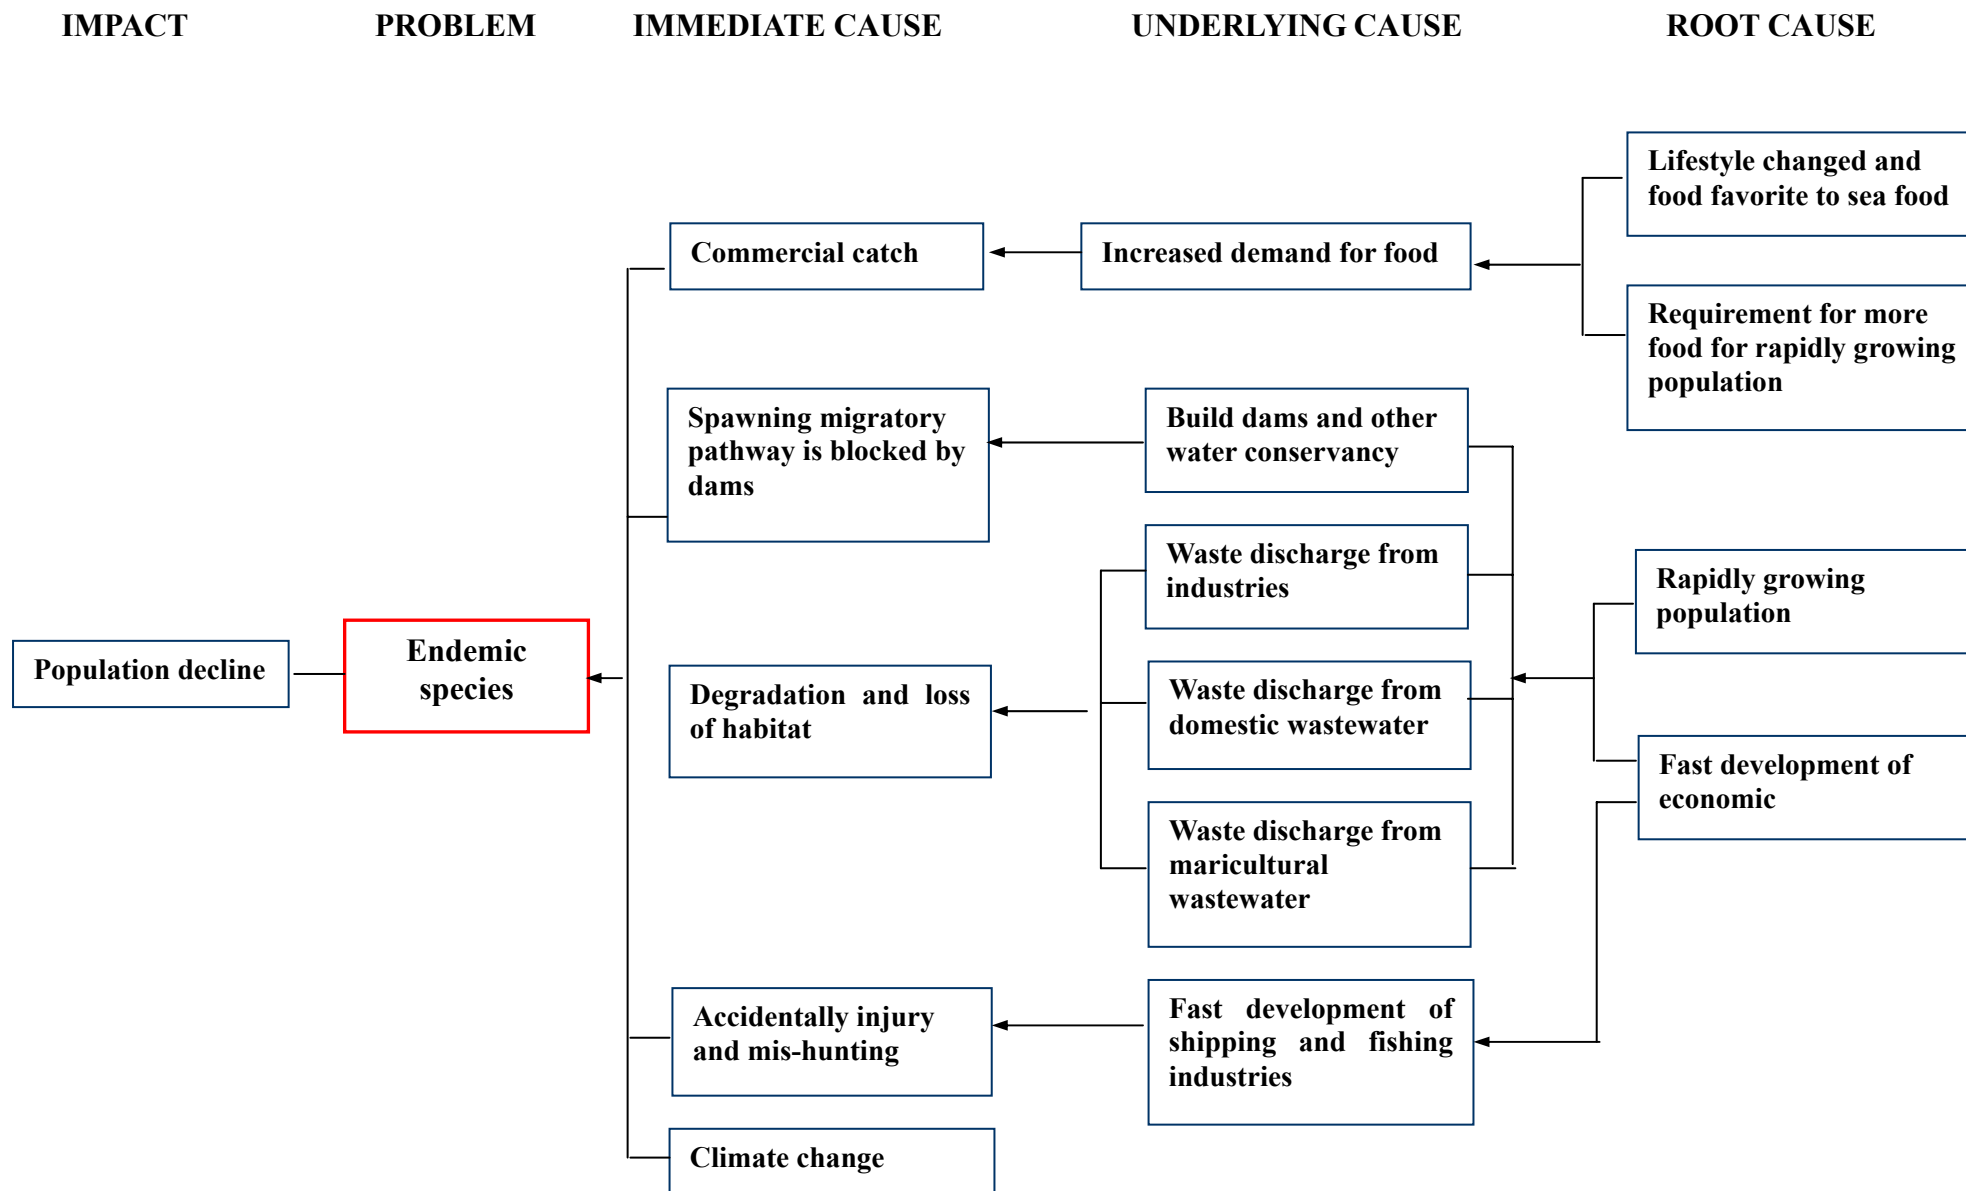 IMPACT PROBLEM IMMEDIATE CAUSE UNDERLYING CAUSE ROOT CAUSE
Lifestyle changed and
food favorite to sea food
Commercial catch
Increased demand for food
Requirement for more
food for rapidly growing
population
Spawning migratory
pathway is blocked by
dams
Build dams and other
water conservancy
Waste discharge from
industries
Rapidly growing
population
Population decline
Endemic
species
Degradation and loss
of habitat
Waste discharge from
domestic wastewater
Fast development of
economic
Waste discharge from
maricultural
wastewater
Accidentally injury
and mis-hunting
Fast development of
shipping and fishing
industries
Climate change